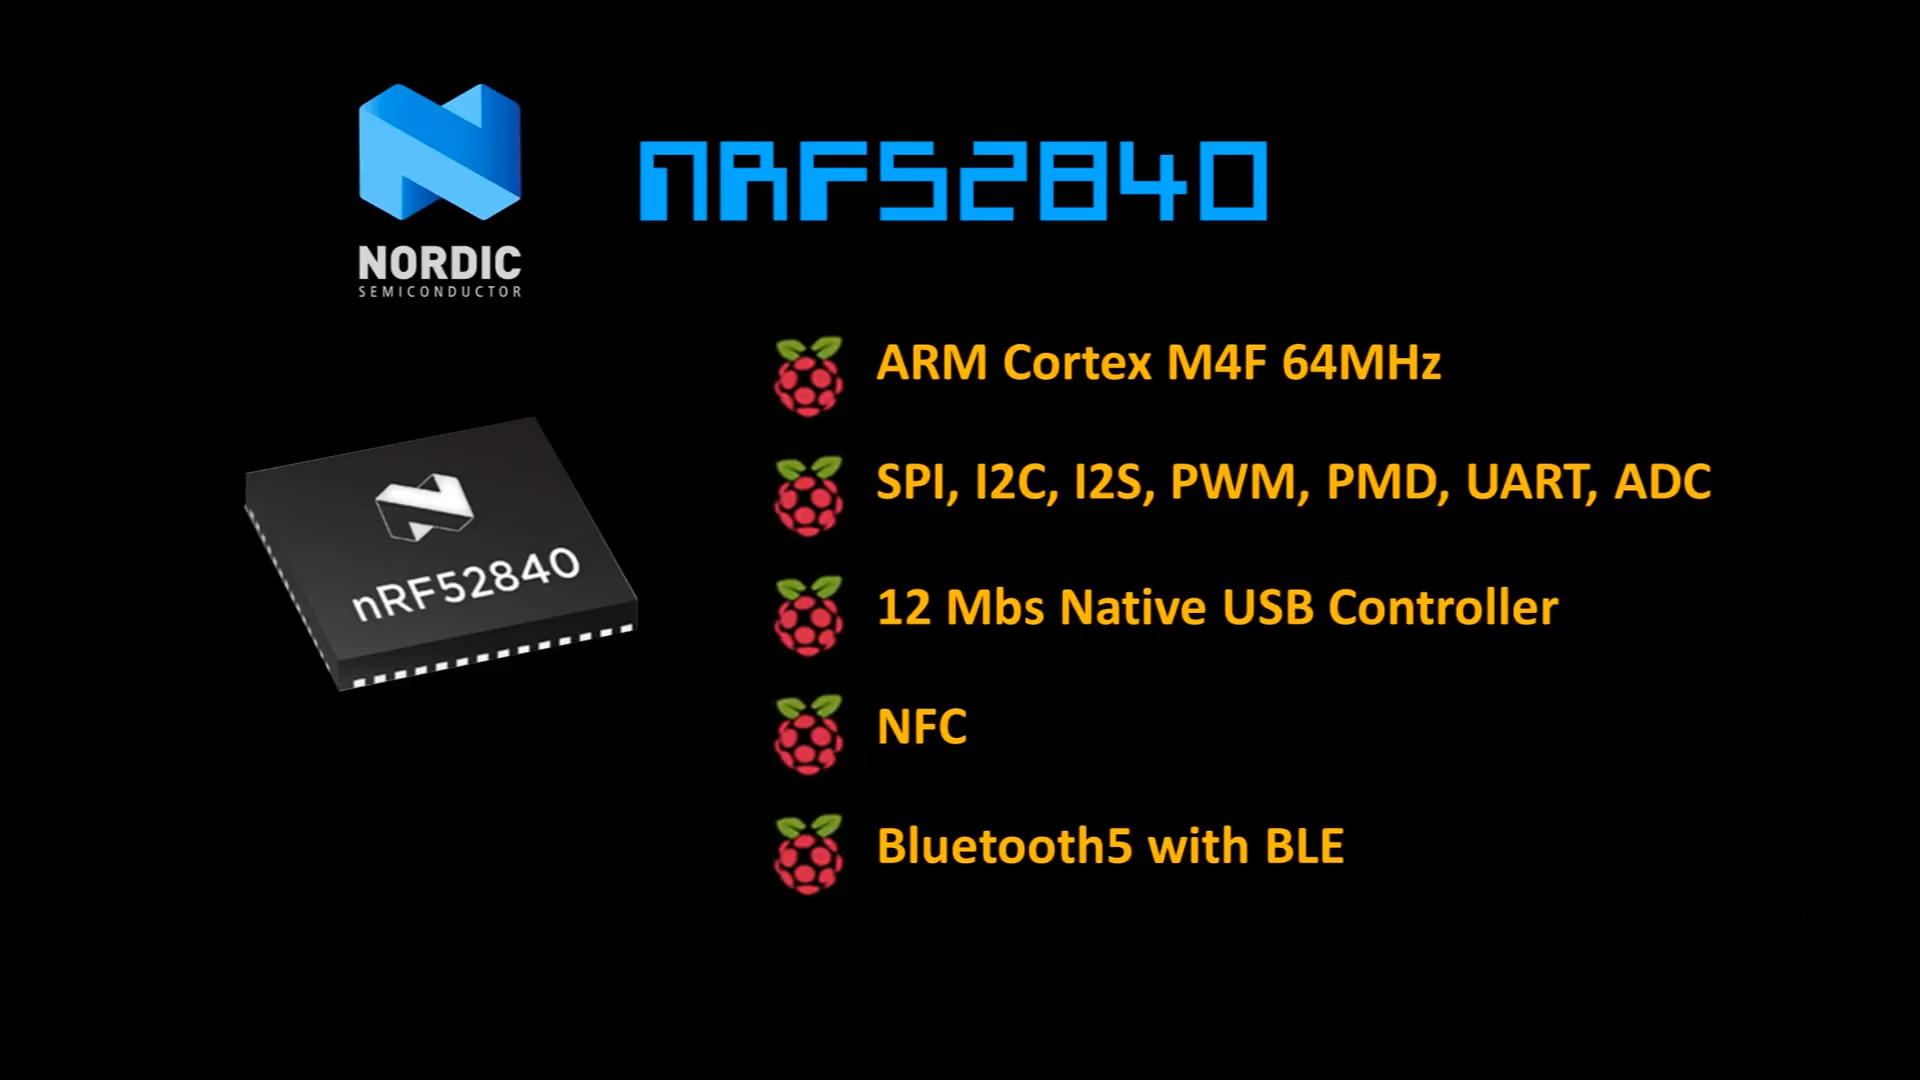 nRF52840
NORDIC
SEMICONDUCTOR
ARM Cortex M4F 64MHz
SPI, I2C, I2S, PWM, PMD, UART, ADC
nRF52840
12 Mbs Native USB Controller
NFC
Bluetooth5 with BLE